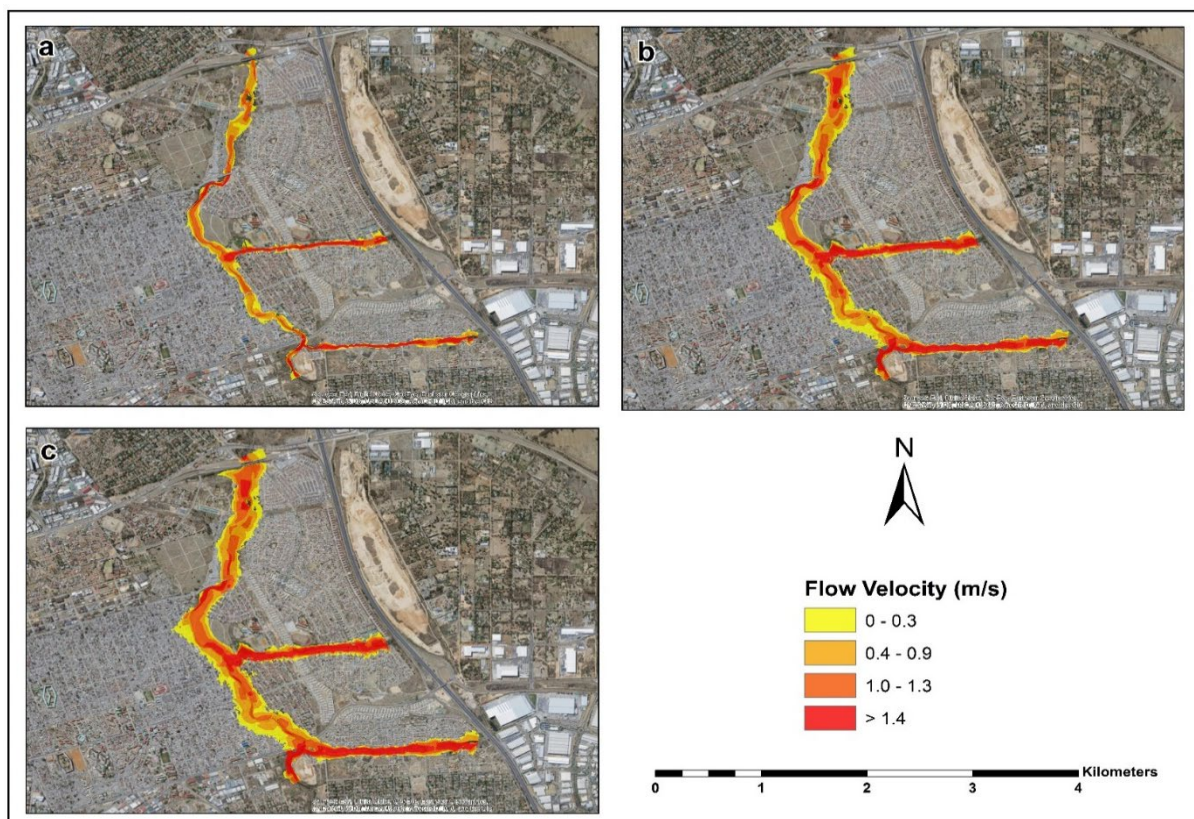 a
b
c
N
Flow Velocity (m/s)
0 - 0.3
0.4 - 0.9
1.0 - 1.3
> 1.4
Kilometers
0 1 2 3 4